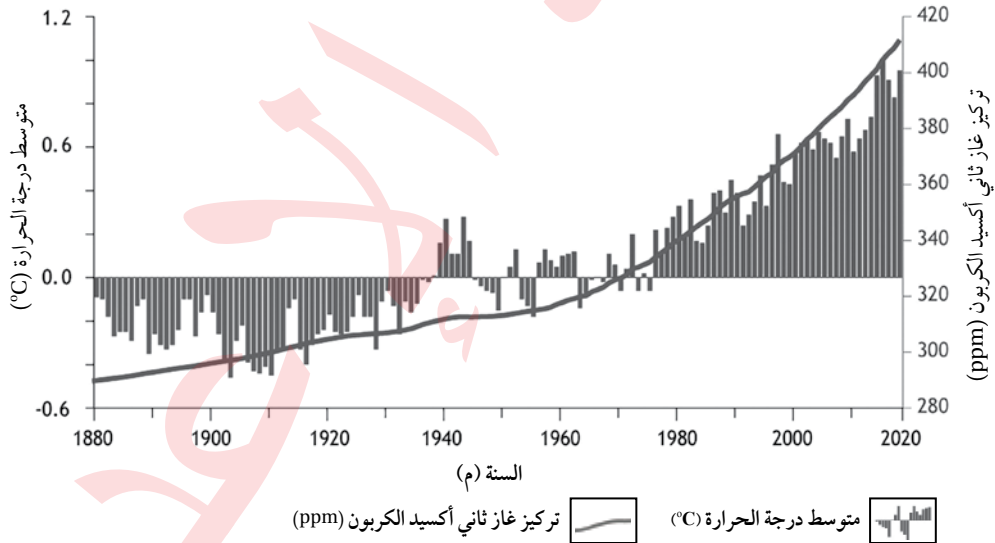 1.2
0.6
0.0
-0.6
متوسط درجة الحرارة (°C)
420
400
380
360
340
320
300
280
تركيز غاز ثاني أكسيد الكربون (ppm)
1880 1900 1920 1940 1960 1980 2000 2020
السنة (م)
متوسط درجة الحرارة (°C)
تركيز غاز ثاني أكسيد الكربون (ppm)